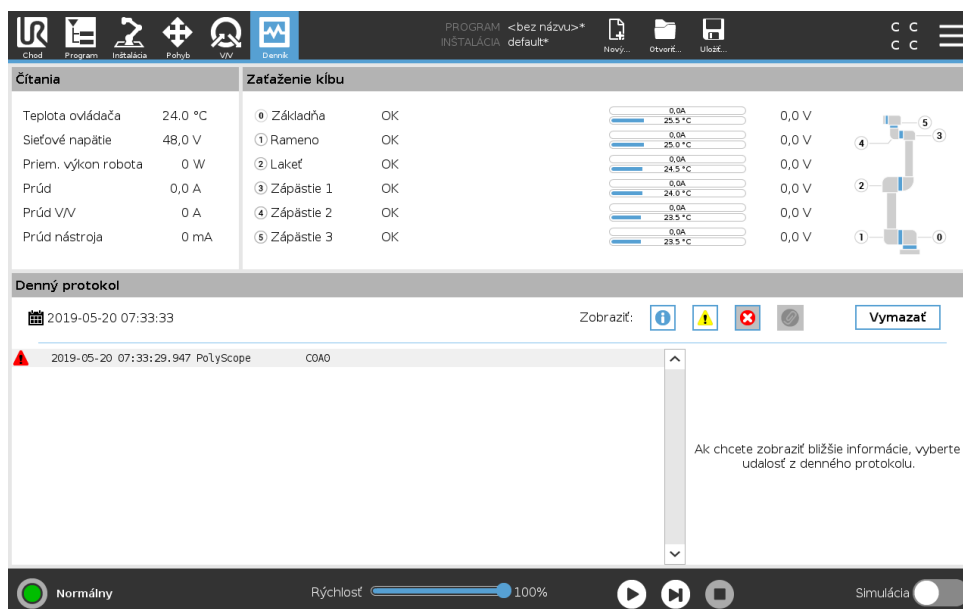 PROGRAM <bez názvu>*
INŠTALÁCIA default*
Chod Program Inštalácia Pohyb V/V Denník Nový... Otvoriť... Uložiť...
C C
C C
Čítania
Teplota ovládača 24.0 °C
Sieťové napätie 48,0 V
Priem. výkon robota 0 W
Prúd 0,0 A
Prúd V/V 0 A
Prúd nástroja 0 mA
Zaťaženie kĺbu
0 Základňa OK 0,0A 25.5 °C 0,0 V
1 Rameno OK 0,0A 25.0 °C 0,0 V
2 Lakeť OK 0,0A 24.5 °C 0,0 V
3 Zápästie 1 OK 0,0A 24.0 °C 0,0 V
4 Zápästie 2 OK 0,0A 23.5 °C 0,0 V
5 Zápästie 3 OK 0,0A 23.5 °C 0,0 V
5
4 3
2
1 0
Denný protokol
2019-05-20 07:33:33 Zobraziť: Vymazať
2019-05-20 07:33:29.947 PolyScope C0A0
Ak chcete zobraziť bližšie informácie, vyberte
udalosť z denného protokolu.
Normálny Rýchlosť 100% Simulácia